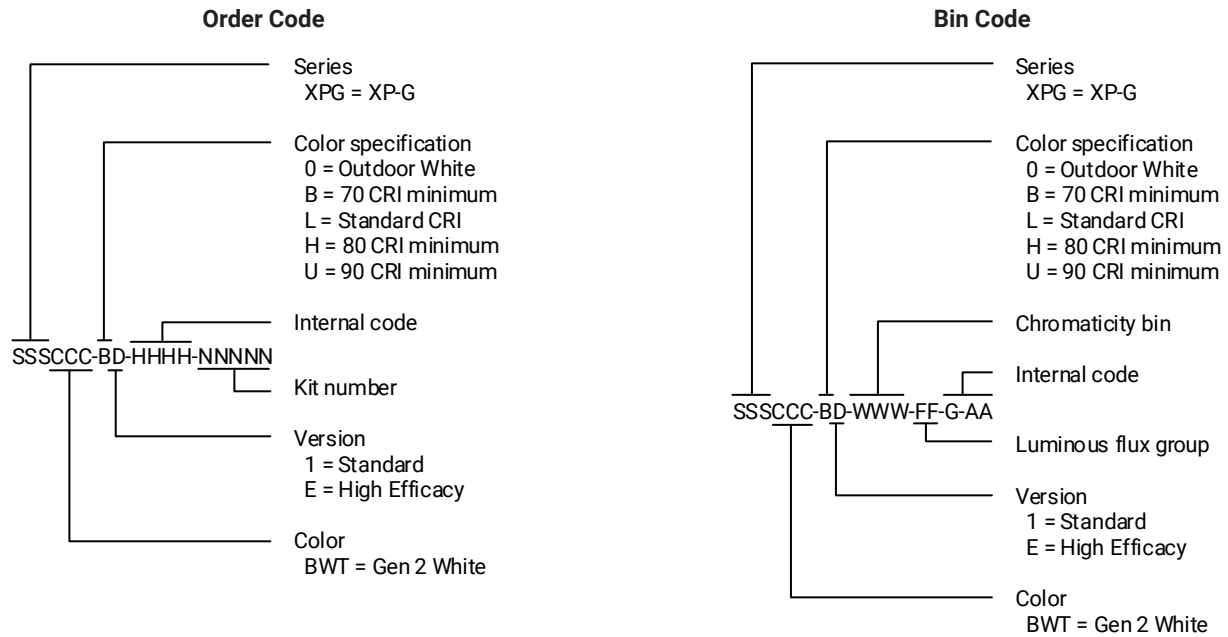 Order Code
Series
XPG = XP-G
Color specification
0 = Outdoor White
B = 70 CRI minimum
L = Standard CRI
H = 80 CRI minimum
U = 90 CRI minimum
Internal code
SSSCCC-BD-HHHH-NNNNN
Kit number
Version
1 = Standard
E = High Efficacy
Color
BWT = Gen 2 White
Bin Code
Series
XPG = XP-G
Color specification
0 = Outdoor White
B = 70 CRI minimum
L = Standard CRI
H = 80 CRI minimum
U = 90 CRI minimum
Chromaticity bin
Internal code
SSSCCC-BD-WWW-FF-G-AA
Luminous flux group
Version
1 = Standard
E = High Efficacy
Color
BWT = Gen 2 White